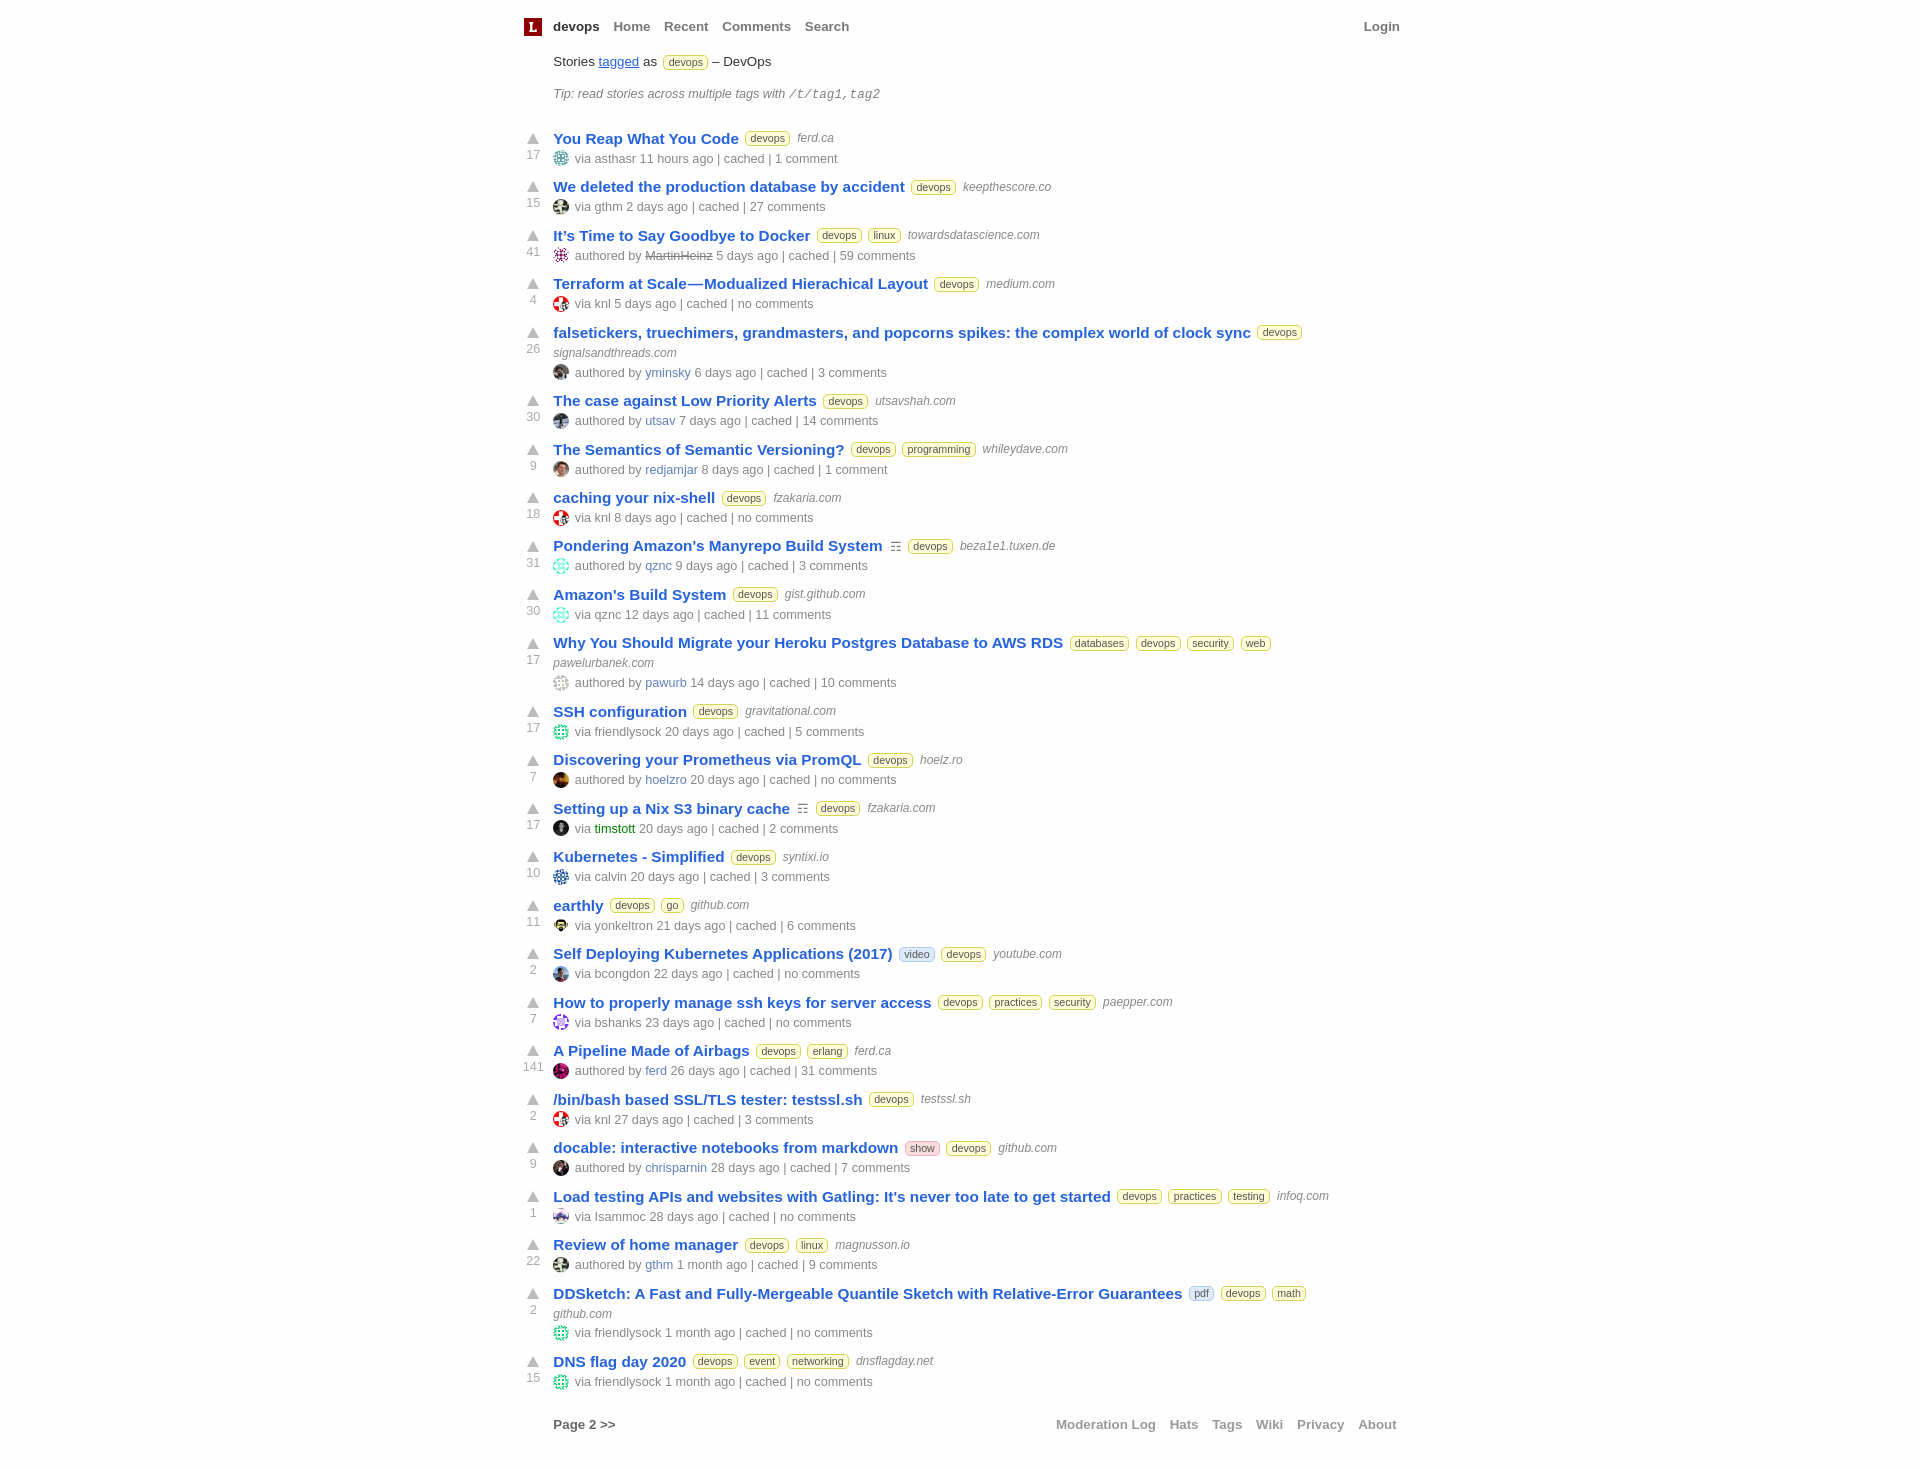 L devops Home Recent Comments Search Login
Stories tagged as devops – DevOps
Tip: read stories across multiple tags with /t/tag1,tag2
You Reap What You Code devops ferd.ca
17 via asthasr 11 hours ago | cached | 1 comment
We deleted the production database by accident devops keepthescore.co
15 via gthm 2 days ago | cached | 27 comments
It’s Time to Say Goodbye to Docker devops linux towardsdatascience.com
41 authored by MartinHeinz 5 days ago | cached | 59 comments
Terraform at Scale — Modualized Hierachical Layout devops medium.com
4 via knl 5 days ago | cached | no comments
falsetickers, truechimers, grandmasters, and popcorns spikes: the complex world of clock sync devops
26 signalsandthreads.com
authored by yminsky 6 days ago | cached | 3 comments
The case against Low Priority Alerts devops utsavshah.com
30 authored by utsav 7 days ago | cached | 14 comments
The Semantics of Semantic Versioning? devops programming whileydave.com
9 authored by redjamjar 8 days ago | cached | 1 comment
caching your nix-shell devops fzakaria.com
18 via knl 8 days ago | cached | no comments
Pondering Amazon's Manyrepo Build System ☶ devops beza1e1.tuxen.de
31 authored by qznc 9 days ago | cached | 3 comments
Amazon's Build System devops gist.github.com
30 via qznc 12 days ago | cached | 11 comments
Why You Should Migrate your Heroku Postgres Database to AWS RDS databases devops security web
17 pawelurbanek.com
authored by pawurb 14 days ago | cached | 10 comments
SSH configuration devops gravitational.com
17 via friendlysock 20 days ago | cached | 5 comments
Discovering your Prometheus via PromQL devops hoelz.ro
7 authored by hoelzro 20 days ago | cached | no comments
Setting up a Nix S3 binary cache ☶ devops fzakaria.com
17 via timstott 20 days ago | cached | 2 comments
Kubernetes - Simplified devops syntixi.io
10 via calvin 20 days ago | cached | 3 comments
earthly devops go github.com
11 via yonkeltron 21 days ago | cached | 6 comments
Self Deploying Kubernetes Applications (2017) video devops youtube.com
2 via bcongdon 22 days ago | cached | no comments
How to properly manage ssh keys for server access devops practices security paepper.com
7 via bshanks 23 days ago | cached | no comments
A Pipeline Made of Airbags devops erlang ferd.ca
141 authored by ferd 26 days ago | cached | 31 comments
/bin/bash based SSL/TLS tester: testssl.sh devops testssl.sh
2 via knl 27 days ago | cached | 3 comments
docable: interactive notebooks from markdown show devops github.com
9 authored by chrisparnin 28 days ago | cached | 7 comments
Load testing APIs and websites with Gatling: It's never too late to get started devops practices testing infoq.com
1 via lsammoc 28 days ago | cached | no comments
Review of home manager devops linux magnusson.io
22 authored by gthm 1 month ago | cached | 9 comments
DDSketch: A Fast and Fully-Mergeable Quantile Sketch with Relative-Error Guarantees pdf devops math
2 github.com
via friendlysock 1 month ago | cached | no comments
DNS flag day 2020 devops event networking dnsflagday.net
15 via friendlysock 1 month ago | cached | no comments
Page 2 >> Moderation Log Hats Tags Wiki Privacy About